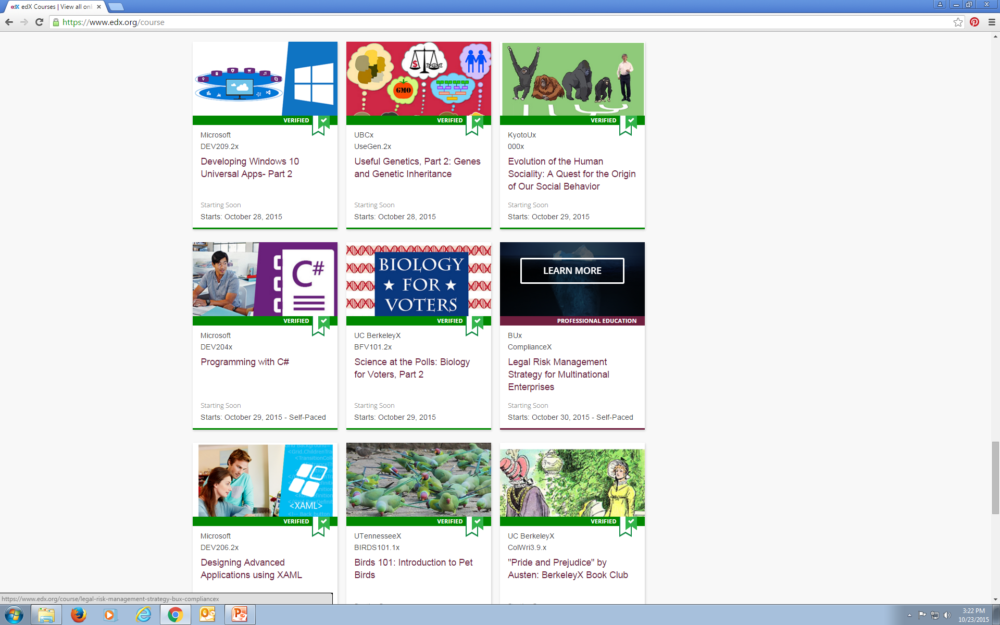 edX edX Courses | View all onl
https://www.edx.org/course
$
GMO
VERIFIED
Microsoft
DEV209.2x
Developing Windows 10
Universal Apps- Part 2
Starting Soon
Starts: October 28, 2015
VERIFIED
UBCx
UseGen.2x
Useful Genetics, Part 2: Genes
and Genetic Inheritance
Starting Soon
Starts: October 28, 2015
VERIFIED
KyotoUx
000x
Evolution of the Human
Sociality: A Quest for the Origin
of Our Social Behavior
Starting Soon
Starts: October 29, 2015
C#
VERIFIED
Microsoft
DEV204x
Programming with C#
Starting Soon
Starts: October 29, 2015 - Self-Paced
BIOLOGY
FOR
VOTERS
VERIFIED
UC BerkeleyX
BFV101.2x
Science at the Polls: Biology
for Voters, Part 2
Starting Soon
Starts: October 29, 2015
LEARN MORE
PROFESSIONAL EDUCATION
BUx
ComplianceX
Legal Risk Management
Strategy for Multinational
Enterprises
Starting Soon
Starts: October 30, 2015 - Self-Paced
<XAML>
VERIFIED
Microsoft
DEV206.2x
Designing Advanced
Applications using XAML
VERIFIED
UTennesseeX
BIRDS101.1x
Birds 101: Introduction to Pet
Birds
VERIFIED
UC BerkeleyX
ColWri3.9.x
"Pride and Prejudice" by
Austen: BerkeleyX Book Club
https://www.edx.org/course/legal-risk-management-strategy-bux-compliancex
3:22 PM
10/23/2015